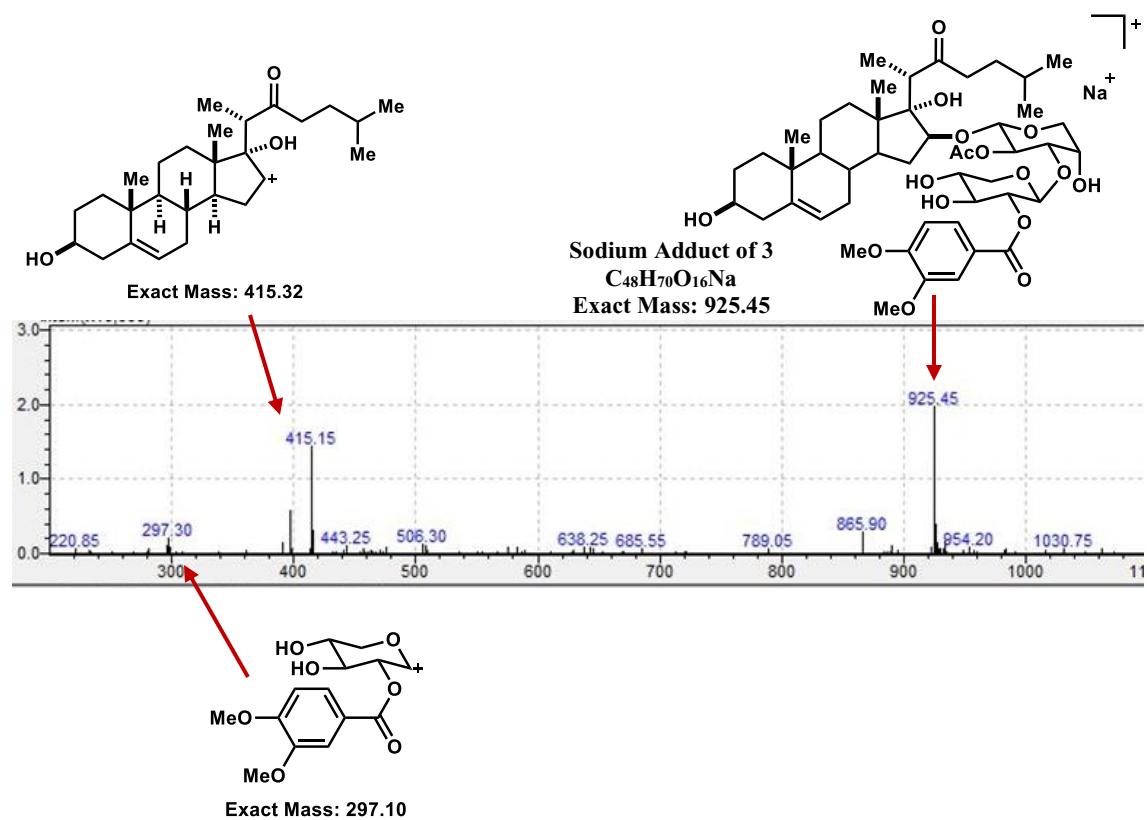 O
Me
Me
Me
OH
Me
Me
H
+
H
H
HO
Exact Mass: 415.32
+
O
Me
Me
Me
Me
OH
Na+
Me
O
O
AcO
O
HO
O
OH
HO
O
HO
O
MeO
MeO
Sodium Adduct of 3
C48H70O16Na
Exact Mass: 925.45
3.0
2.0
1.0
0.0
925.45
415.15
297.30
220.85
443.25
506.30
638.25
685.55
789.05
865.90
954.20
1030.75
300
400
500
600
700
800
900
1000
HO
O
HO
+
O
O
MeO
MeO
Exact Mass: 297.10